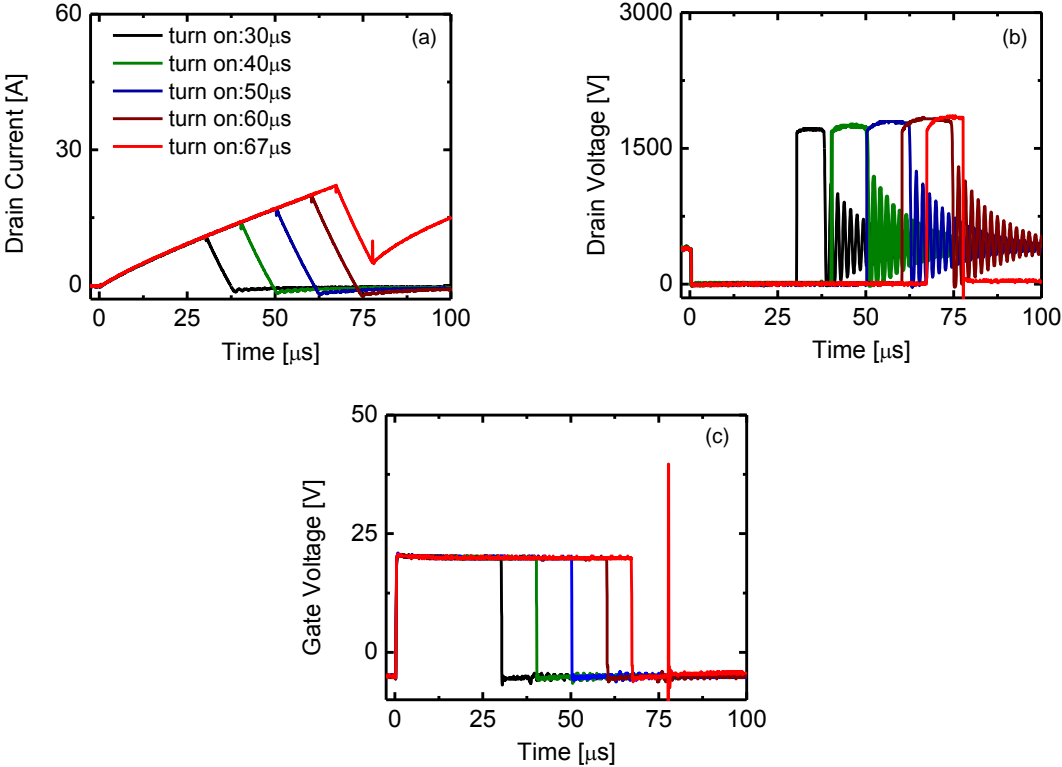 60
30
0
Drain Current [A]
turn on:30μs
turn on:40μs
turn on:50μs
turn on:60μs
turn on:67μs
(a)
0 25 50 75 100
Time [μs]
3000
1500
0
Drain Voltage [V]
(b)
0 25 50 75 100
Time [μs]
50
25
0
Gate Voltage [V]
(c)
0 25 50 75 100
Time [μs]